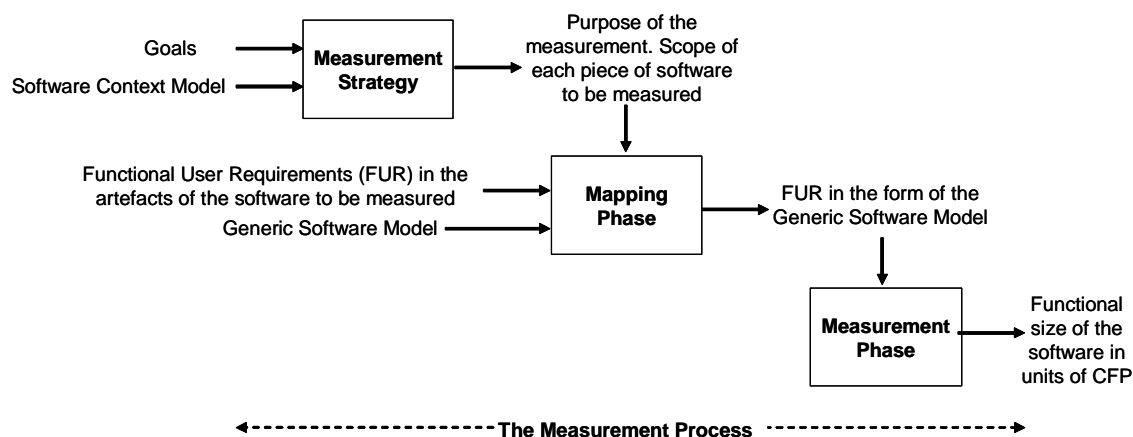 Goals
Software Context Model
Measurement
Strategy
Purpose of the
measurement. Scope of
each piece of software
to be measured
Functional User Requirements (FUR) in the
artefacts of the software to be measured
Generic Software Model
Mapping
Phase
FUR in the form of the
Generic Software Model
Measurement
Phase
Functional
size of the
software in
units of CFP
The Measurement Process